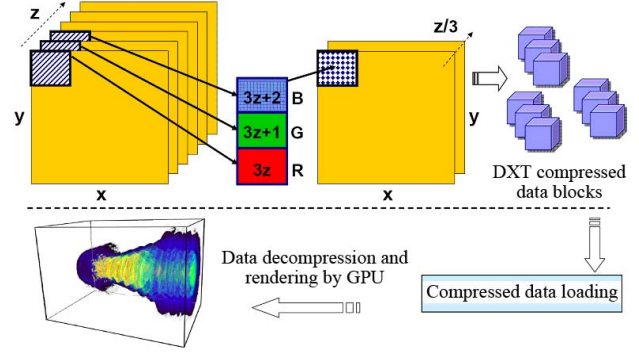 z
y
x
3z+2 B
3z+1 G
3z R
z/3
y
x
DXT compressed
data blocks
Data decompression and
rendering by GPU
Compressed data loading